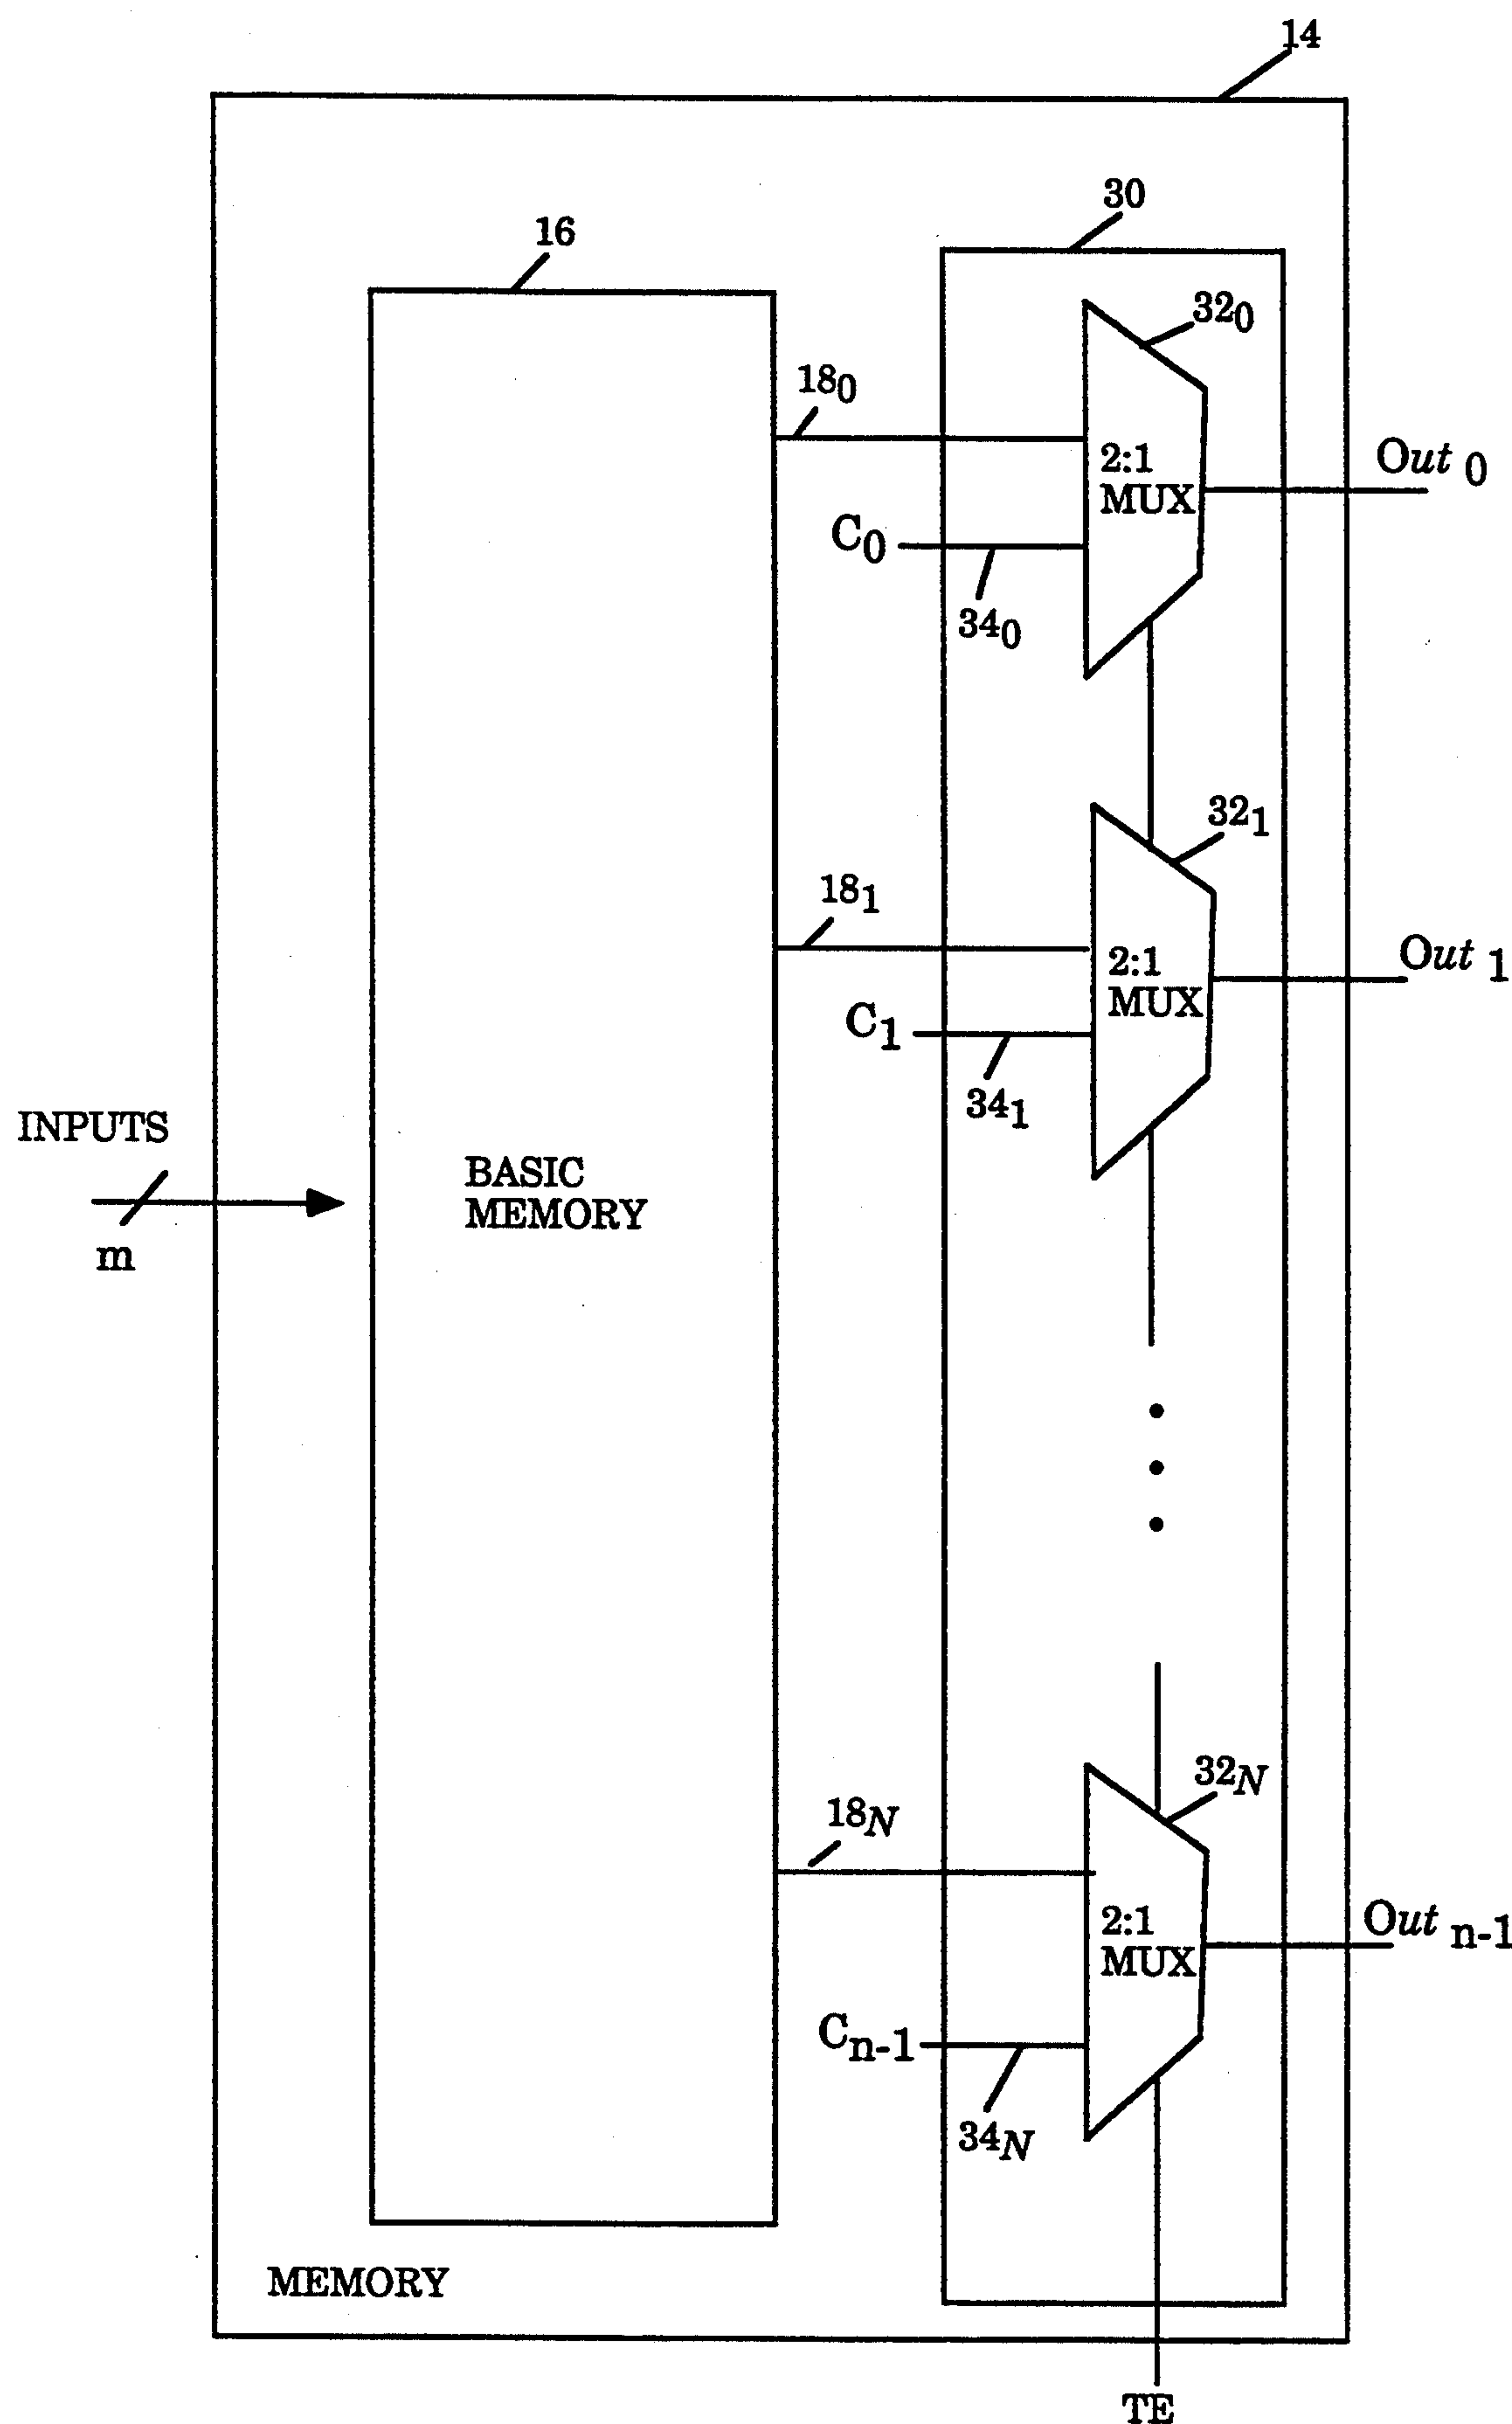 14
30
16
32₀
18₀
2:1
MUX
Out ₀
C₀
34₀
32₁
18₁
2:1
MUX
Out ₁
C₁
34₁
INPUTS
m
BASIC
MEMORY
32N
18N
2:1
MUX
Out n-1
Cn-1
34N
MEMORY
TE